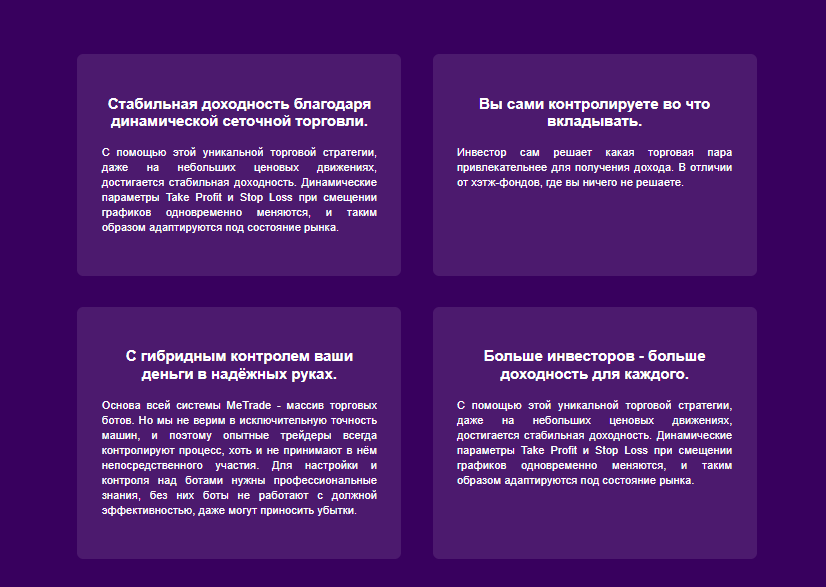 Стабильная доходность благодаря
динамической сеточной торговли.
С помощью этой уникальной торговой стратегии,
даже на небольших ценовых движениях,
достигается стабильная доходность. Динамические
параметры Take Profit и Stop Loss при смещении
графиков одновременно меняются, и таким
образом адаптируются под состояние рынка.
Вы сами контролируете во что
вкладывать.
Инвестор сам решает какая торговая пара
привлекательнее для получения дохода. В отличии
от хэтж-фондов, где вы ничего не решаете.
С гибридным контролем ваши
деньги в надёжных руках.
Основа всей системы MeTrade - массив торговых
ботов. Но мы не верим в исключительную точность
машин, и поэтому опытные трейдеры всегда
контролируют процесс, хоть и не принимают в нём
непосредственного участия. Для настройки и
контроля над ботами нужны профессиональные
знания, без них боты не работают с должной
эффективностью, даже могут приносить убытки.
Больше инвесторов - больше
доходность для каждого.
С помощью этой уникальной торговой стратегии,
даже на небольших ценовых движениях,
достигается стабильная доходность. Динамические
параметры Take Profit и Stop Loss при смещении
графиков одновременно меняются, и таким
образом адаптируются под состояние рынка.